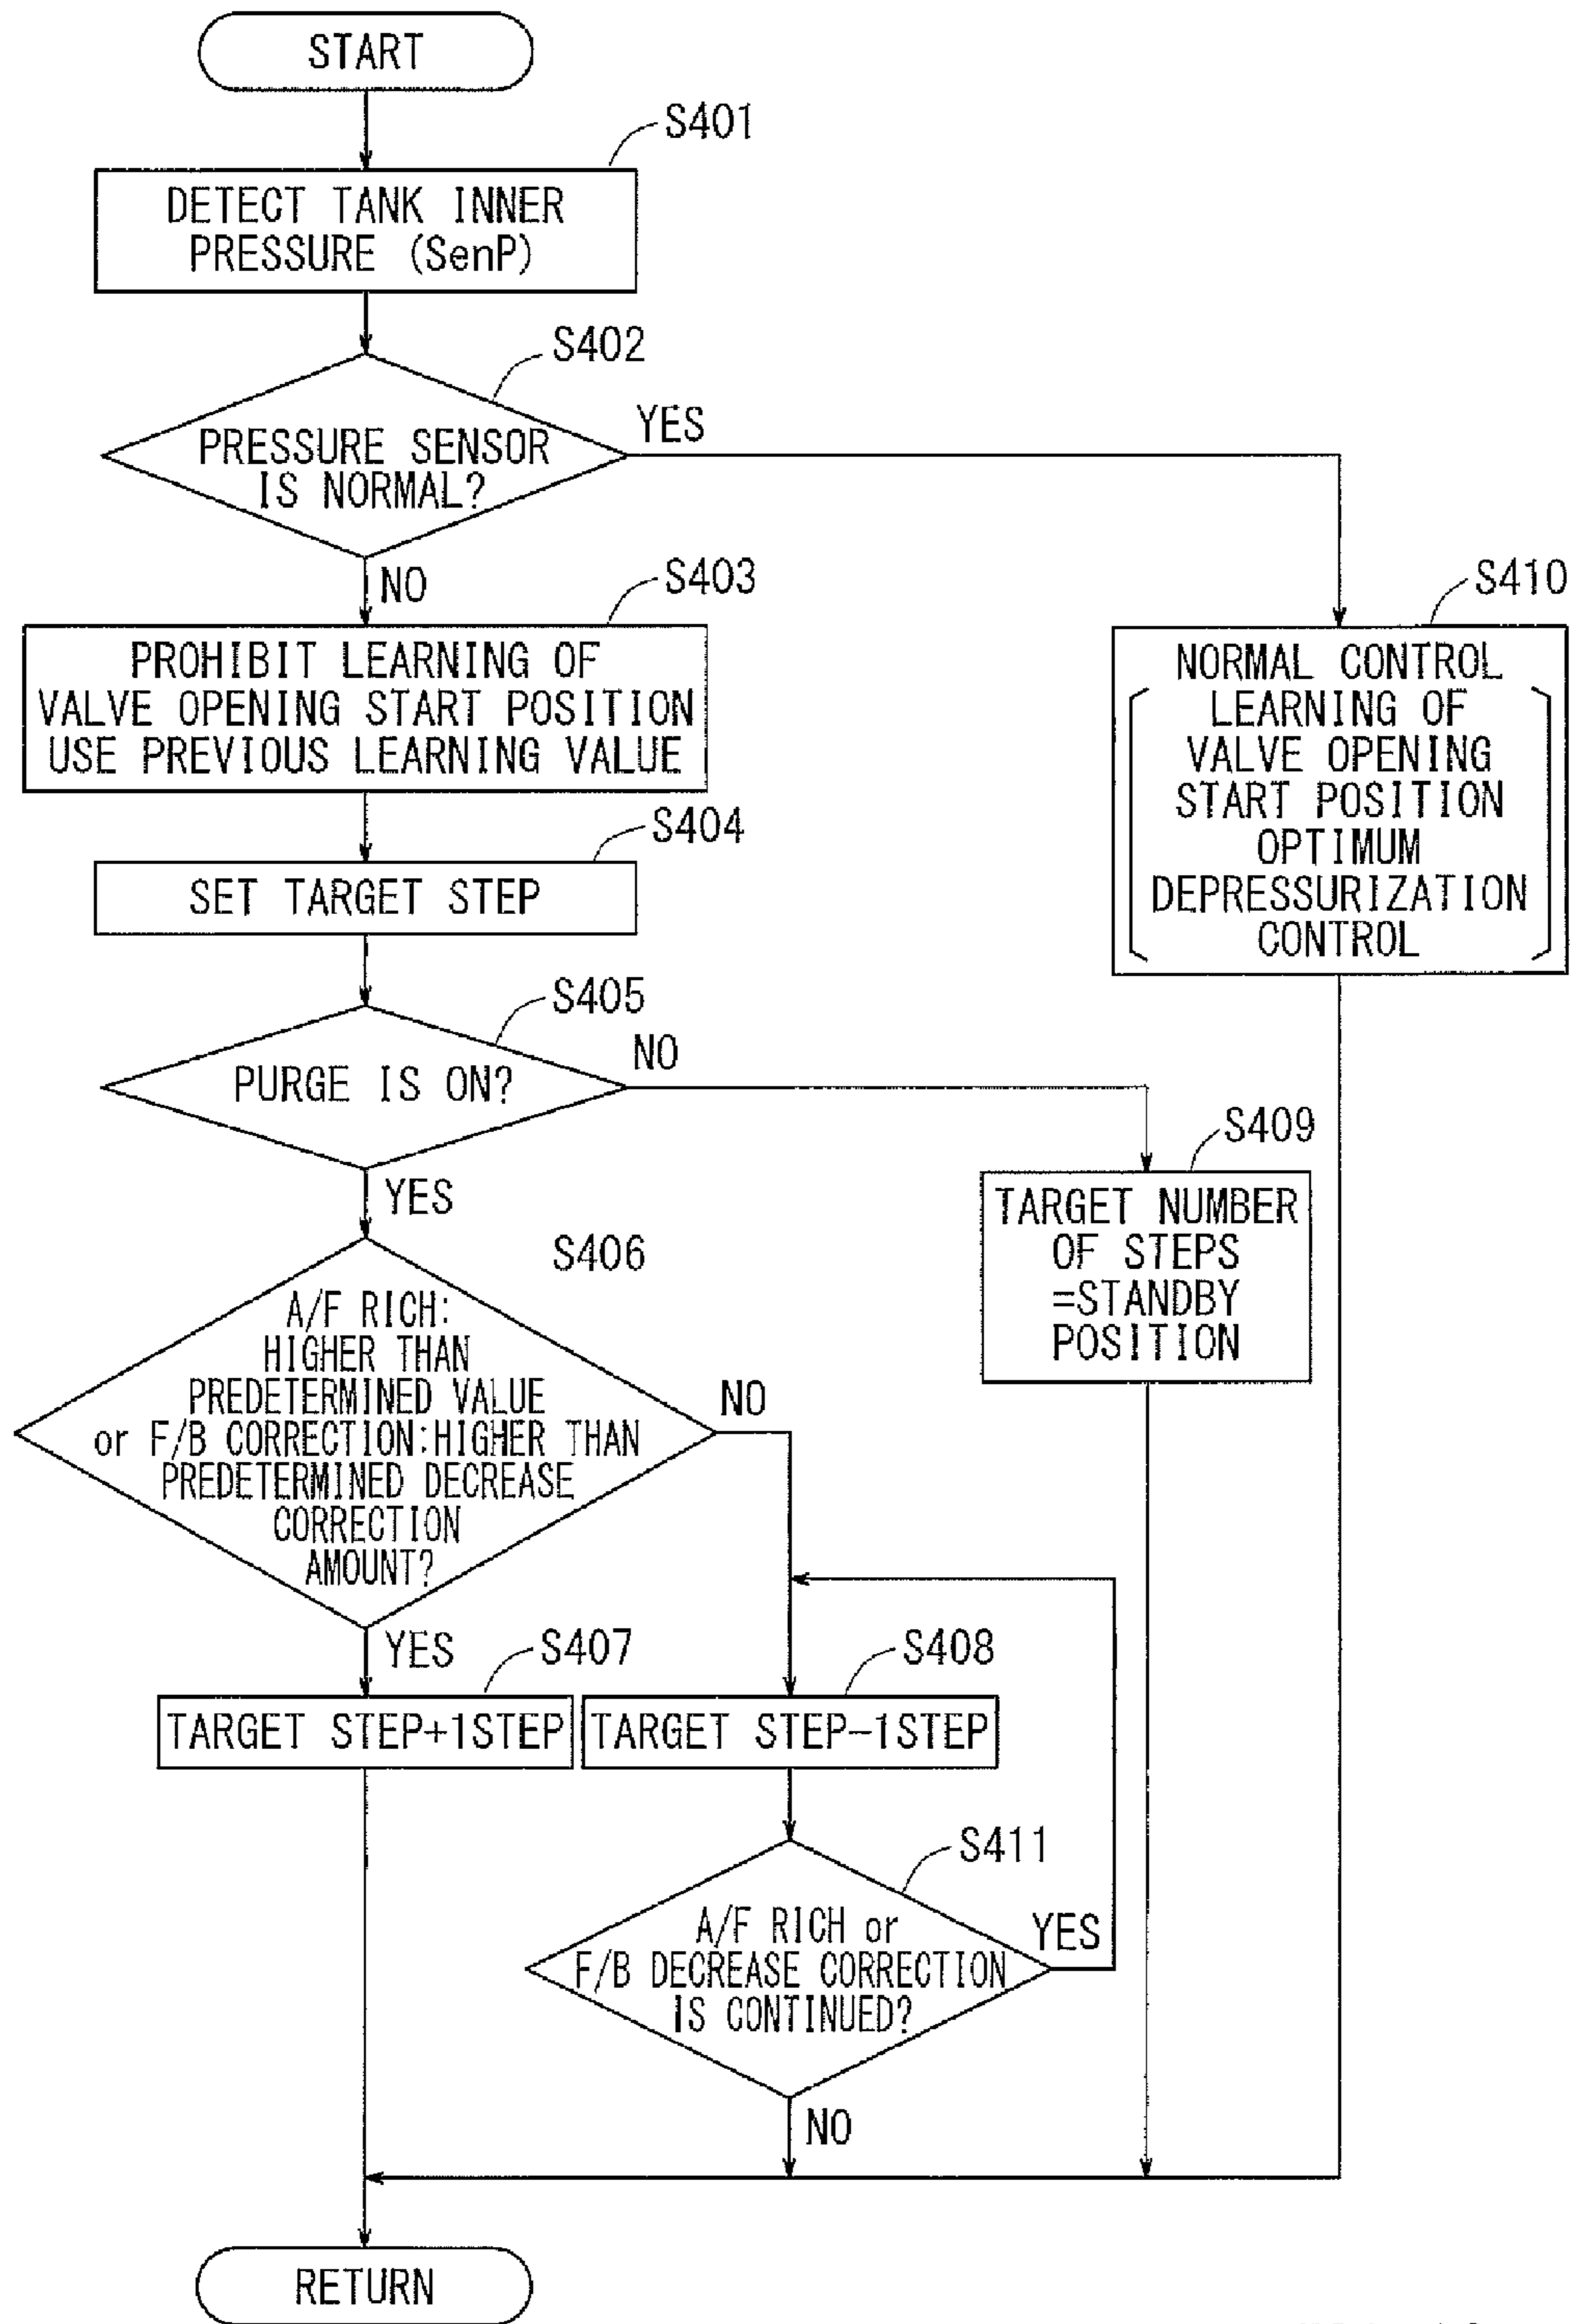 START
S401
DETECT TANK INNER
PRESSURE (SenP)
S402
PRESSURE SENSOR
IS NORMAL?
YES
NO
S403
PROHIBIT LEARNING OF
VALVE OPENING START POSITION
USE PREVIOUS LEARNING VALUE
S410
NORMAL CONTROL
LEARNING OF
VALVE OPENING
START POSITION
OPTIMUM
DEPRESSURIZATION
CONTROL
S404
SET TARGET STEP
S405
PURGE IS ON?
NO
YES
S409
TARGET NUMBER
OF STEPS
=STANDBY
POSITION
S406
A/F RICH:
HIGHER THAN
PREDETERMINED VALUE
or F/B CORRECTION:HIGHER THAN
PREDETERMINED DECREASE
CORRECTION
AMOUNT?
NO
YES
S407
TARGET STEP+1STEP
S408
TARGET STEP-1STEP
S411
A/F RICH or
F/B DECREASE CORRECTION
IS CONTINUED?
YES
NO
RETURN